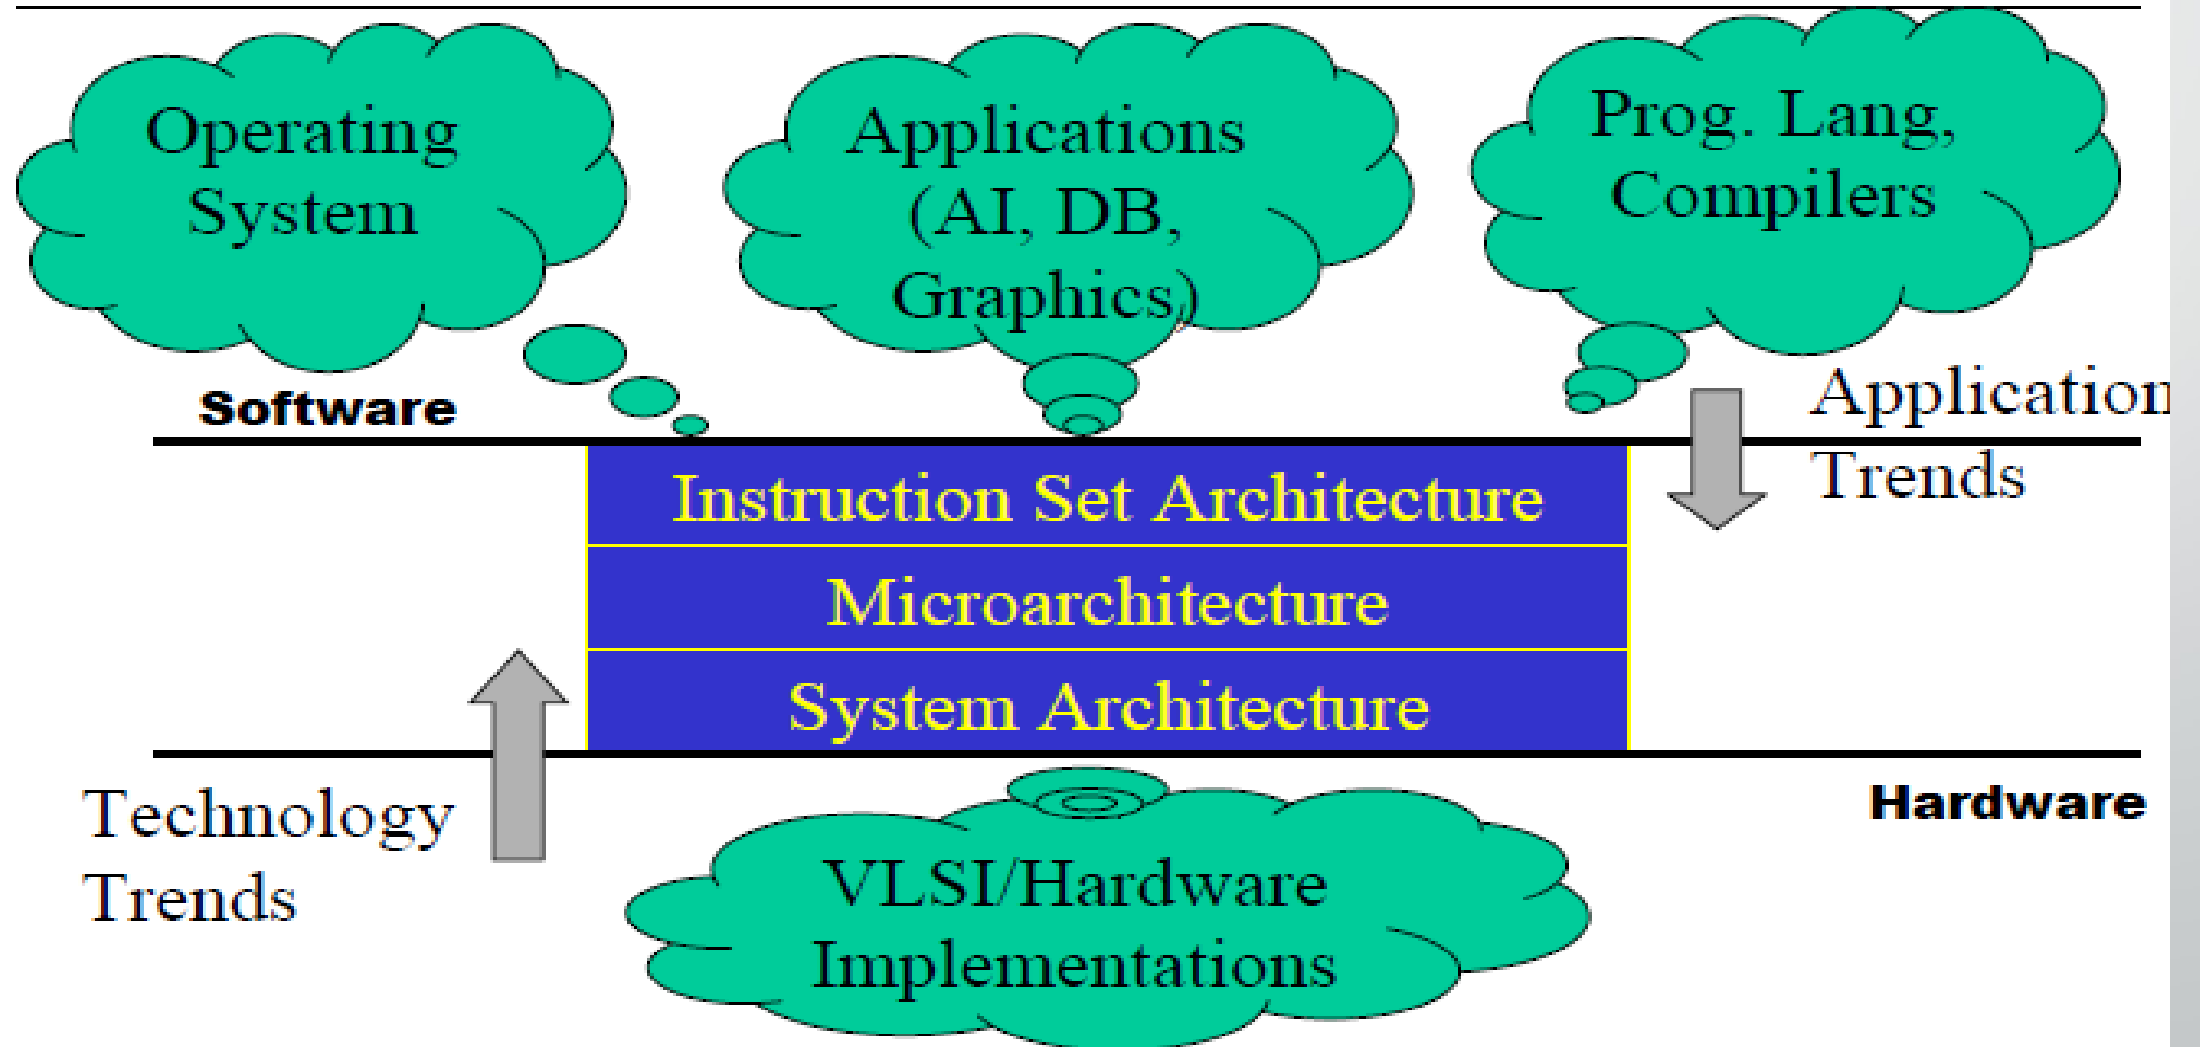 Operating
System
Applications
(AI, DB,
Graphics)
Prog. Lang,
Compilers
Software
Application
Trends
Instruction Set Architecture
Microarchitecture
System Architecture
Technology
Trends
Hardware
VLSI/Hardware
Implementations